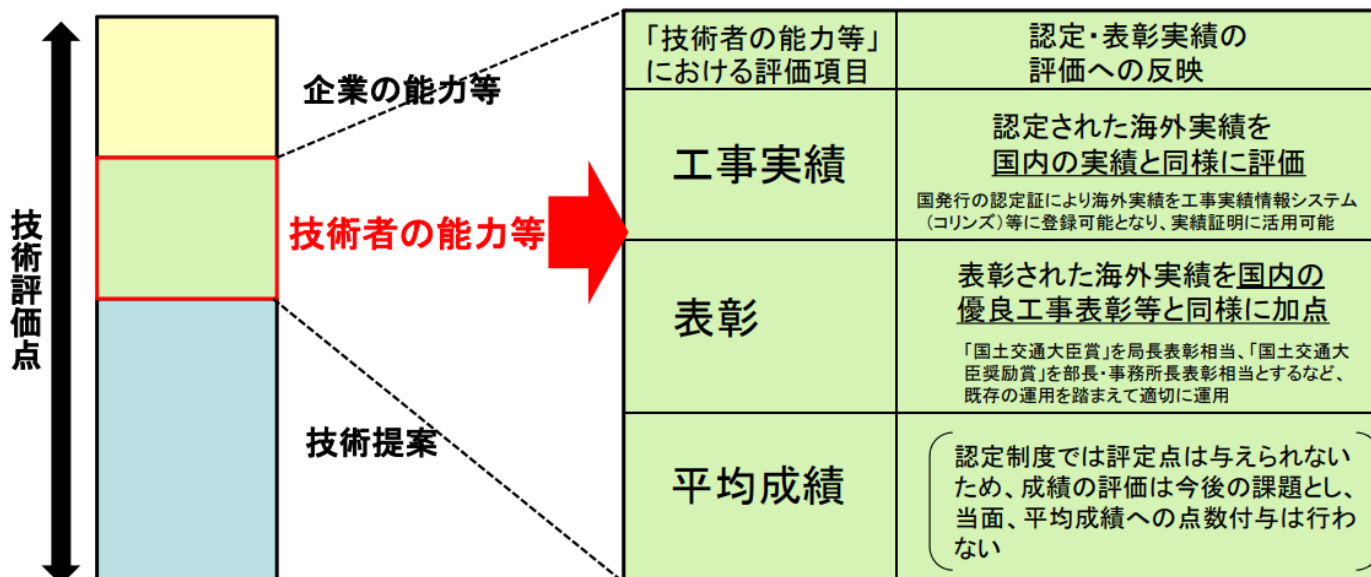 技術評価点
企業の能力等
技術者の能力等
技術提案
「技術者の能力等」
における評価項目
認定・表彰実績の
評価への反映
工事実績
認定された海外実績を
国内の実績と同様に評価
国発行の認定証により海外実績を工事実績情報システム
(コリンズ)等に登録可能となり、実績証明に活用可能
表彰
表彰された海外実績を国内の
優良工事表彰等と同様に加点
「国土交通大臣賞」を局長表彰相当、「国土交通大
臣奨励賞」を部長・事務所長表彰相当とするなど、
既存の運用を踏まえて適切に運用
平均成績
認定制度では評定点は与えられない
ため、成績の評価は今後の課題とし、
当面、平均成績への点数付与は行わ
ない